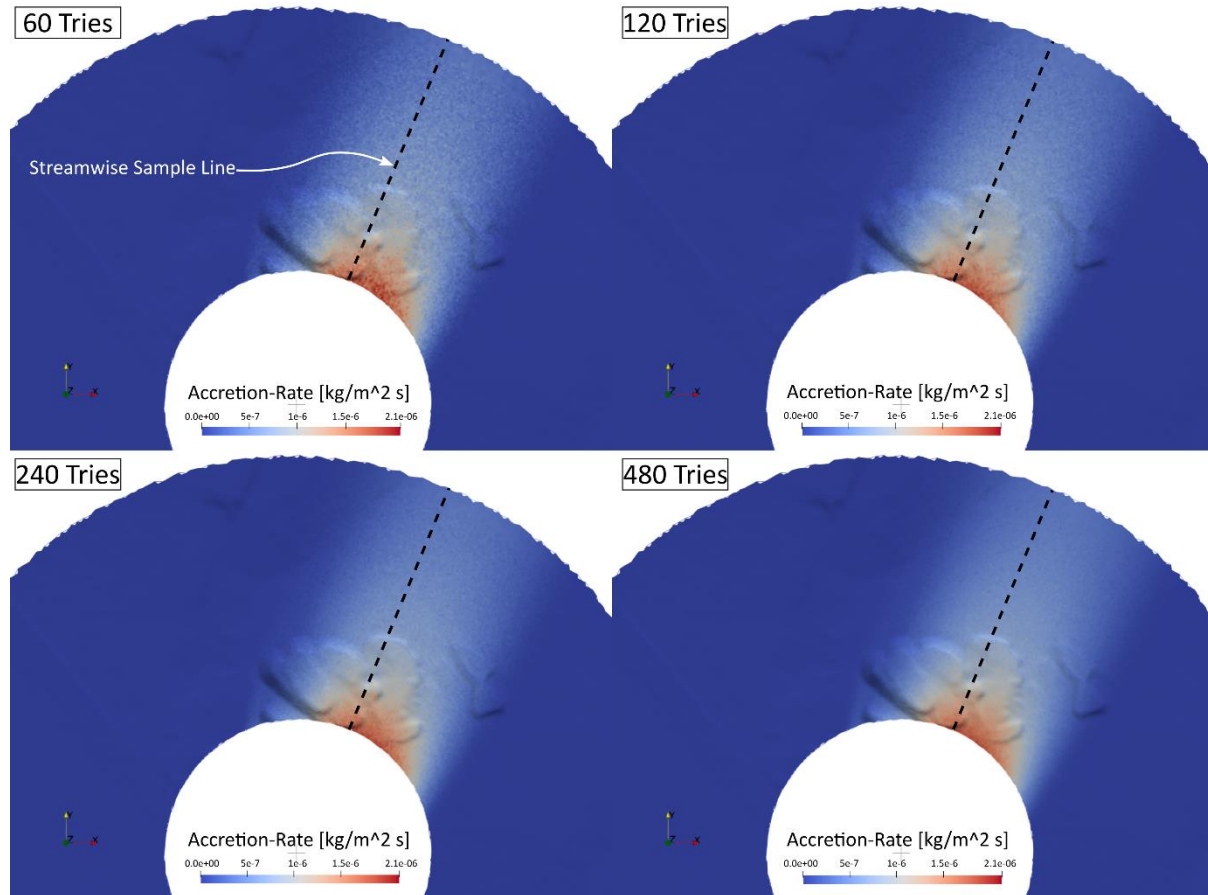 60 Tries
120 Tries
Streamwise Sample Line
Y
Z
X
Accretion-Rate [kg/m^2 s]
0.0e+00 5e-7 1e-6 1.5e-6 2.1e-06
Y
Z
X
Accretion-Rate [kg/m^2 s]
0.0e+00 5e-7 1e-6 1.5e-6 2.1e-06
240 Tries
480 Tries
Y
Z
X
Accretion-Rate [kg/m^2 s]
0.0e+00 5e-7 1e-6 1.5e-6 2.1e-06
Y
Z
X
Accretion-Rate [kg/m^2 s]
0.0e+00 5e-7 1e-6 1.5e-6 2.1e-06